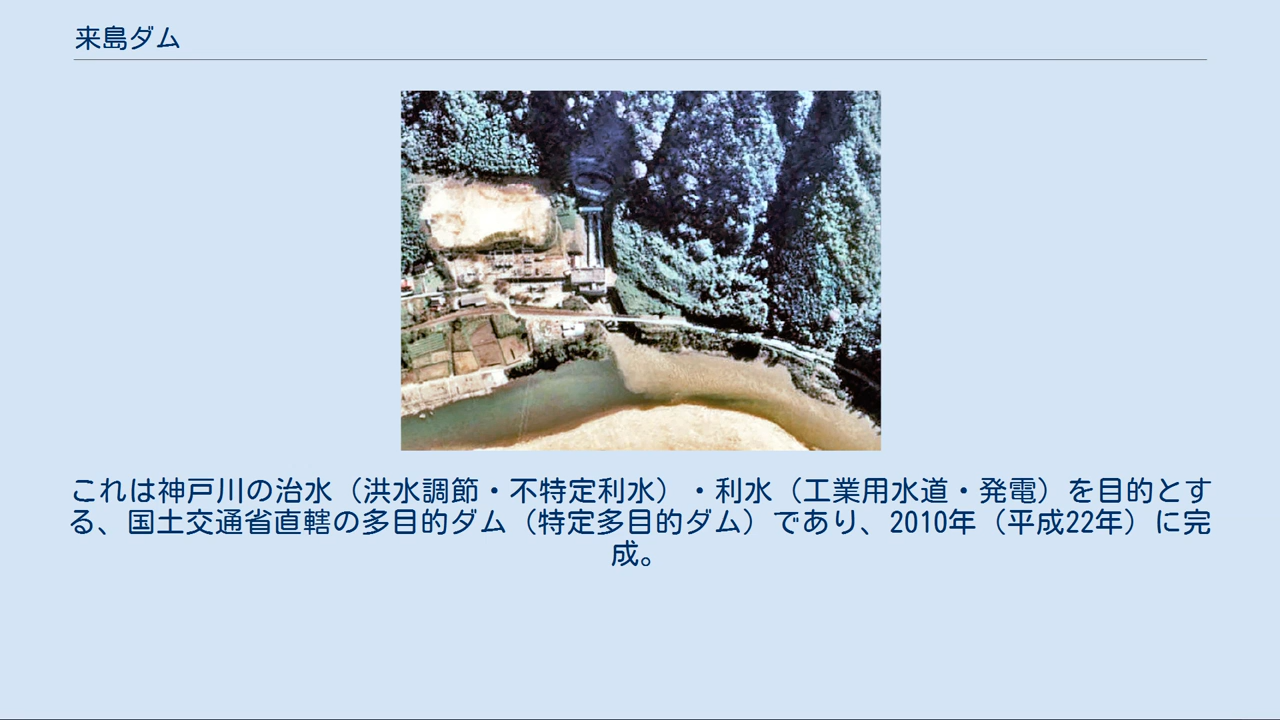 来島ダム
これは神戸川の治水（洪水調節・不特定利水）・利水（工業用水道・発電）を目的とす
る、国土交通省直轄の多目的ダム（特定多目的ダム）であり、2010年（平成22年）に完
成。